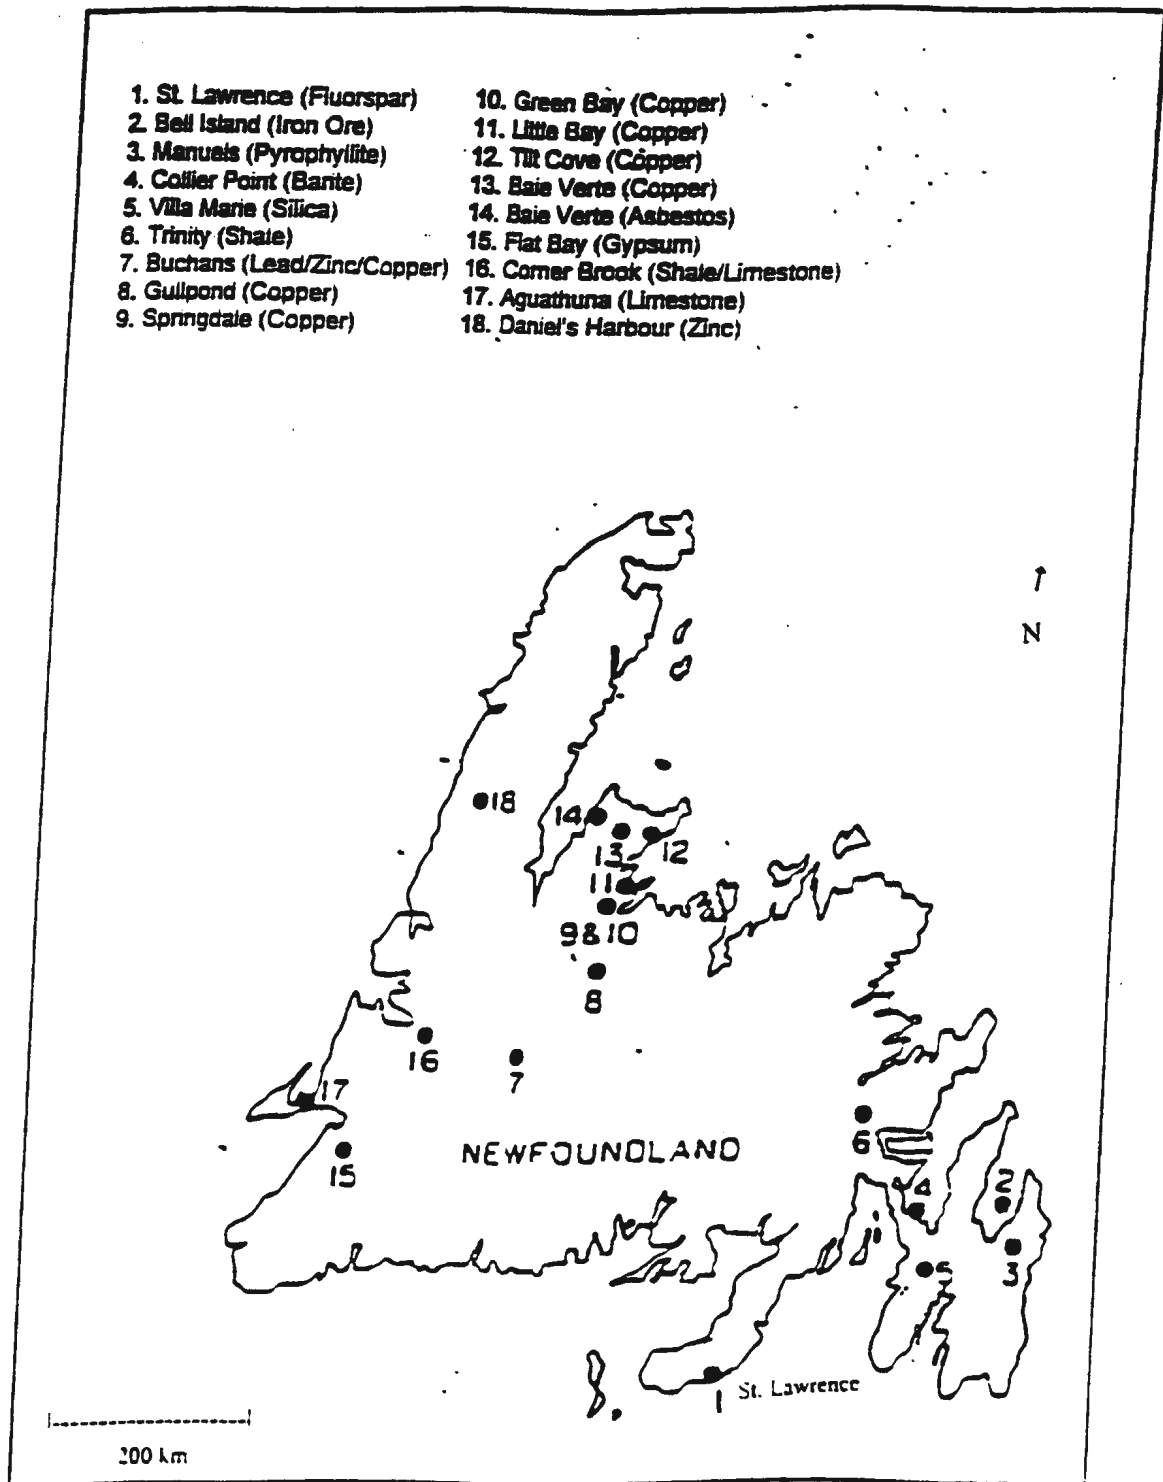 1. St. Lawrence (Fluorspar)
2. Bell Island (Iron Ore)
3. Manuels (Pyrophyllite)
4. Collier Point (Barite)
5. Villa Marie (Silica)
6. Trinity (Shale)
7. Buchans (Lead/Zinc/Copper)
8. Gullpond (Copper)
9. Springdale (Copper)
10. Green Bay (Copper)
11. Little Bay (Copper)
12. Tilt Cove (Copper)
13. Baie Verte (Copper)
14. Baie Verte (Asbestos)
15. Flat Bay (Gypsum)
16. Corner Brook (Shale/Limestone)
17. Aguathuna (Limestone)
18. Daniel's Harbour (Zinc)
N
18
14
13
12
11
9&10
8
16
7
17
6
NEWFOUNDLAND
15
4
2
5
3
1
St. Lawrence
200 km